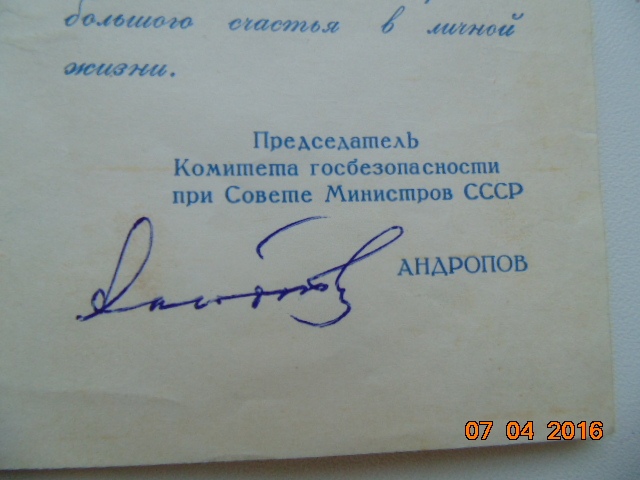 большого счастья в личной
жизни.
Председатель
Комитета госбезопасности
при Совете Министров СССР
АНДРОПОВ
07 04 2016